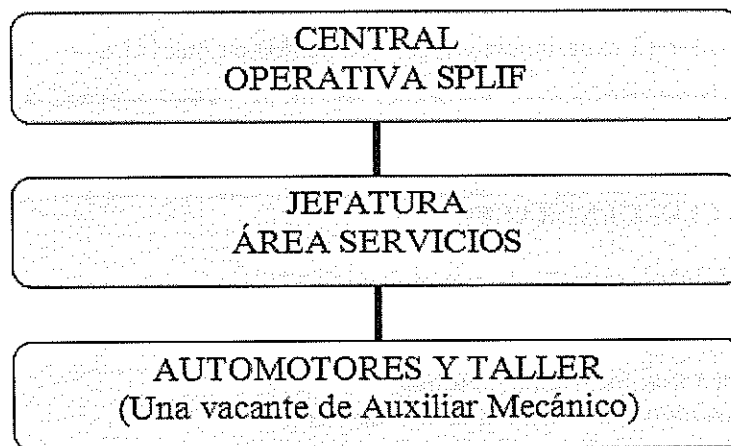 CENTRAL
OPERATIVA SPLIF
JEFATURA
ÁREA SERVICIOS
AUTOMOTORES Y TALLER
(Una vacante de Auxiliar Mecánico)